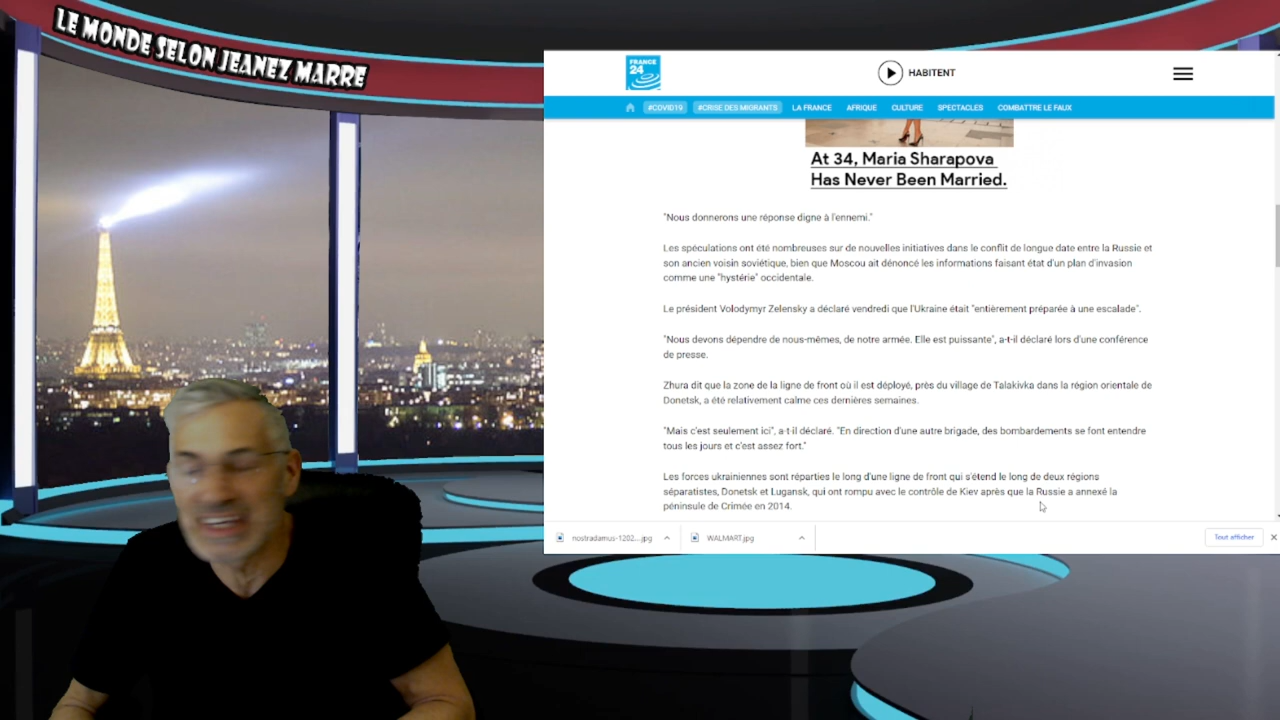 LE MONDE SELON JEANEZ MARRE
FRANCE
24
HABITENT
#COVID19 #CRISE DES MIGRANTS LA FRANCE AFRIQUE CULTURE SPECTACLES COMBATTRE LE FAUX
At 34, Maria Sharapova
Has Never Been Married.
"Nous donnerons une réponse digne à l'ennemi."
Les spéculations ont été nombreuses sur de nouvelles initiatives dans le conflit de longue date entre la Russie et
son ancien voisin soviétique, bien que Moscou ait dénoncé les informations faisant état d'un plan d'invasion
comme une "hystérie" occidentale.
Le président Volodymyr Zelensky a déclaré vendredi que l'Ukraine était "entièrement préparée à une escalade".
"Nous devons dépendre de nous-mêmes, de notre armée. Elle est puissante", a-t-il déclaré lors d'une conférence
de presse.
Zhura dit que la zone de la ligne de front où il est déployé, près du village de Talakivka dans la région orientale de
Donetsk, a été relativement calme ces dernières semaines.
"Mais c'est seulement ici", a-t-il déclaré. "En direction d'une autre brigade, des bombardements se font entendre
tous les jours et c'est assez fort."
Les forces ukrainiennes sont réparties le long d'une ligne de front qui s'étend le long de deux régions
séparatistes, Donetsk et Lugansk, qui ont rompu avec le contrôle de Kiev après que la Russie a annexé la
péninsule de Crimée en 2014.
nostradamus-1202...jpg WALMART.jpg Tout afficher